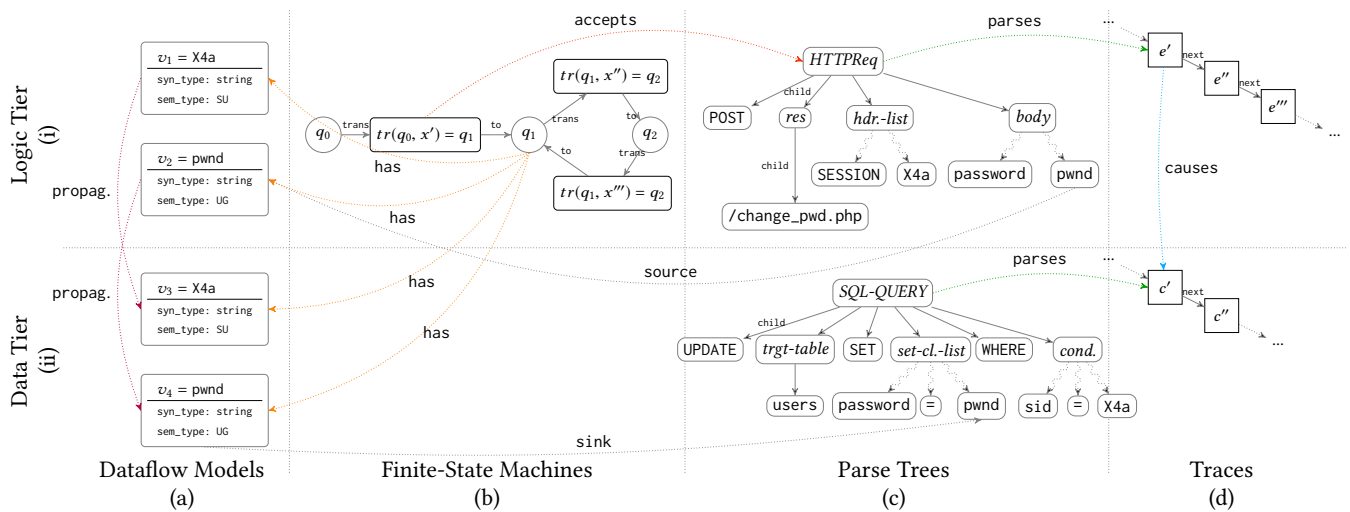 Logic Tier
(i)
Data Tier
(ii)
v₁ = X4a
syn_type: string
sem_type: SU
v₂ = pwnd
syn_type: string
sem_type: UG
propag.
propag.
v₃ = X4a
syn_type: string
sem_type: SU
v₄ = pwnd
syn_type: string
sem_type: UG
accepts
q₀
trans
tr(q₀, x′) = q₁
to
q₁
trans
tr(q₁, x″) = q₂
to
q₂
trans
tr(q₁, x‴) = q₂
to
has
has
has
has
source
sink
HTTPReq
child
POST
res
hdr.-list
body
child
SESSION
X4a
password
pwnd
/change_pwd.php
parses
SQL-QUERY
child
UPDATE
trgt-table
SET
set-cl.-list
WHERE
cond.
users
password
=
pwnd
sid
=
X4a
parses
...
e′
next
e″
next
e‴
...
causes
...
c′
next
c″
...
Dataflow Models
(a)
Finite-State Machines
(b)
Parse Trees
(c)
Traces
(d)